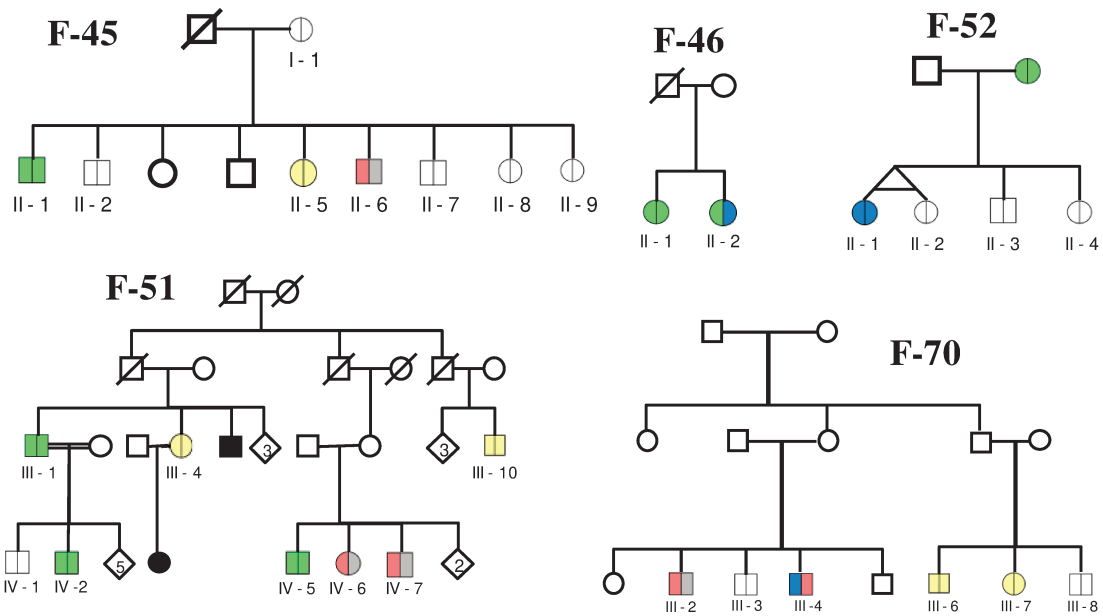 F-45
I - 1
II - 1
II - 2
II - 5
II - 6
II - 7
II - 8
II - 9
F-46
II - 1
II - 2
F-52
II - 1
II - 2
II - 3
II - 4
F-51
3
3
III - 1
III - 4
III - 10
5
2
IV - 1
IV -2
IV - 5
IV - 6
IV - 7
F-70
III - 2
III - 3
III - 4
III - 6
III - 7
III - 8